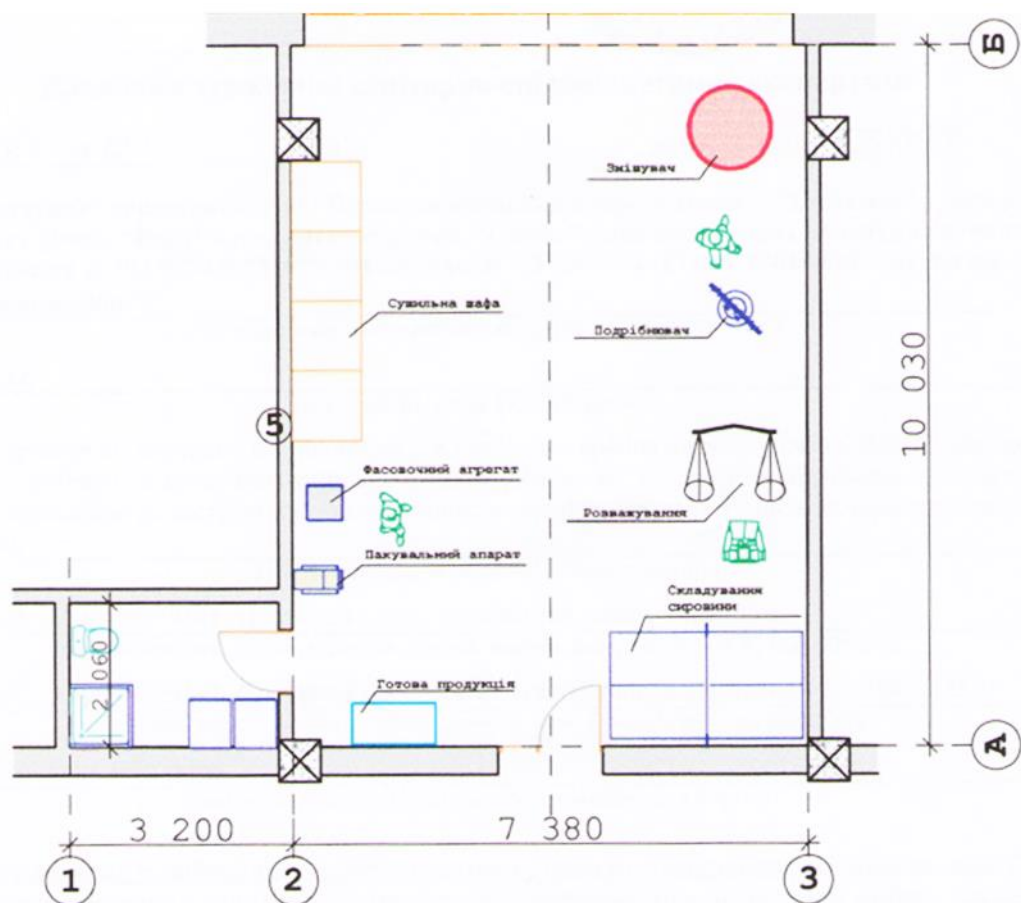 Б
Змішувач
Сушильна шафа
Подрібнювач
10 030
5
Фасовочний агрегат
Розважування
Пакувальний апарат
Складування
сировини
2 060
Готова продукція
А
3 200
7 380
1
2
3